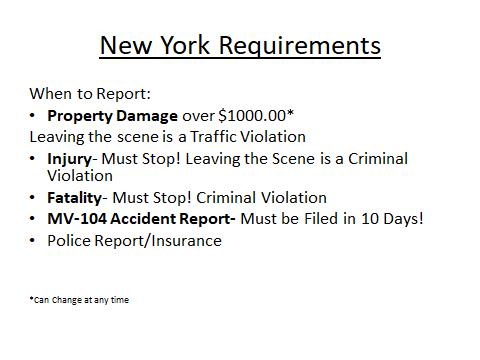 New York Requirements
When to Report:
• Property Damage over $1000.00*
Leaving the scene is a Traffic Violation
• Injury- Must Stop! Leaving the Scene is a Criminal
Violation
• Fatality- Must Stop! Criminal Violation
• MV-104 Accident Report- Must be Filed in 10 Days!
• Police Report/Insurance
*Can Change at any time